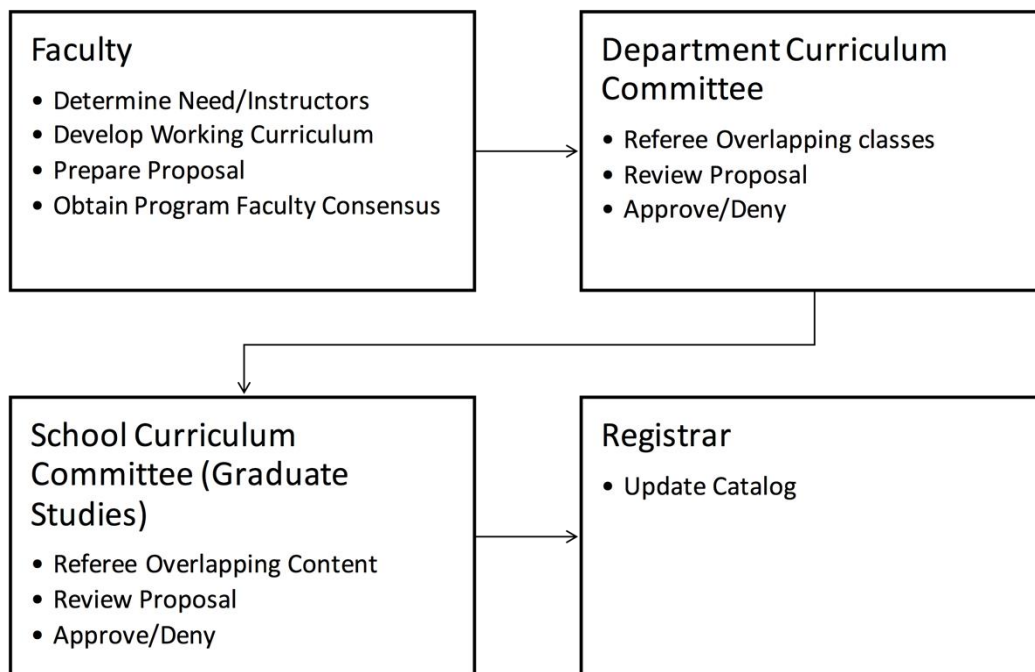 Faculty
• Determine Need/Instructors
• Develop Working Curriculum
• Prepare Proposal
• Obtain Program Faculty Consensus
Department Curriculum
Committee
• Referee Overlapping classes
• Review Proposal
• Approve/Deny
School Curriculum
Committee (Graduate
Studies)
• Referee Overlapping Content
• Review Proposal
• Approve/Deny
Registrar
• Update Catalog